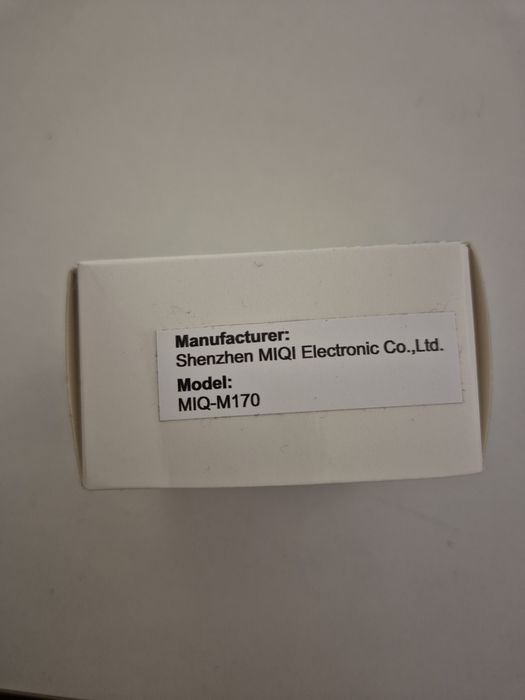 Manufacturer:
Shenzhen MIQI Electronic Co.,Ltd.
Model:
MIQ-M170